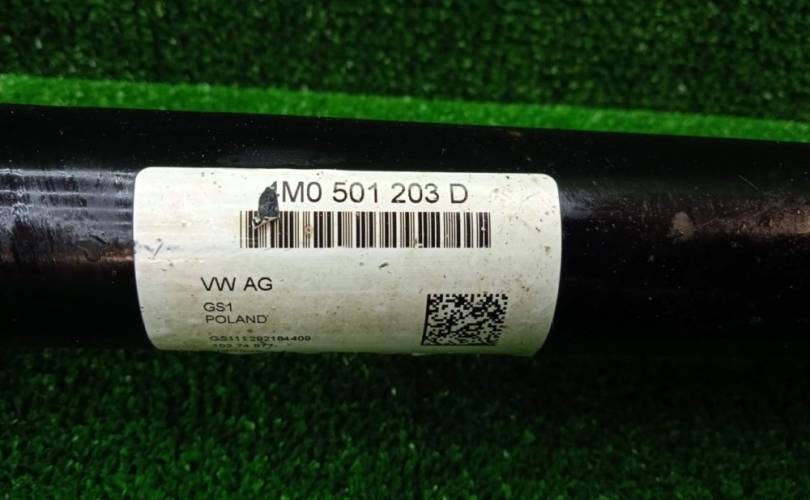 4M0 501 203 D
VW AG
GS1
POLAND